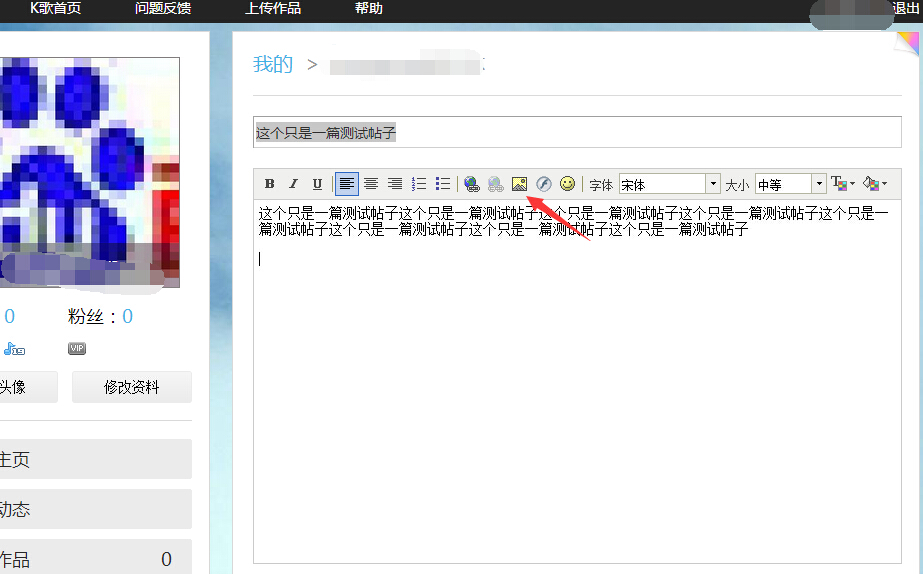 K歌首页 问题反馈 上传作品 帮助 退出
我的 >
这个只是一篇测试帖子
B I U 字体 宋体 大小 中等
这个只是一篇测试帖子这个只是一篇测试帖子这个只是一篇测试帖子这个只是一篇测试帖子这个只是一
篇测试帖子这个只是一篇测试帖子这个只是一篇测试帖子这个只是一篇测试帖子
0 粉丝：0
VIP
头像 修改资料
主页
动态
作品 0